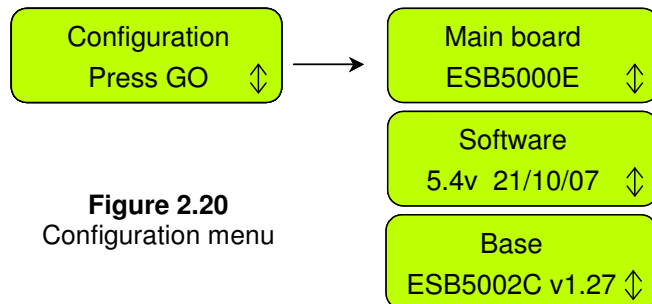 Configuration
Press GO
Main board
ESB5000E
Software
5.4v 21/10/07
Base
ESB5002C v1.27
Figure 2.20
Configuration menu